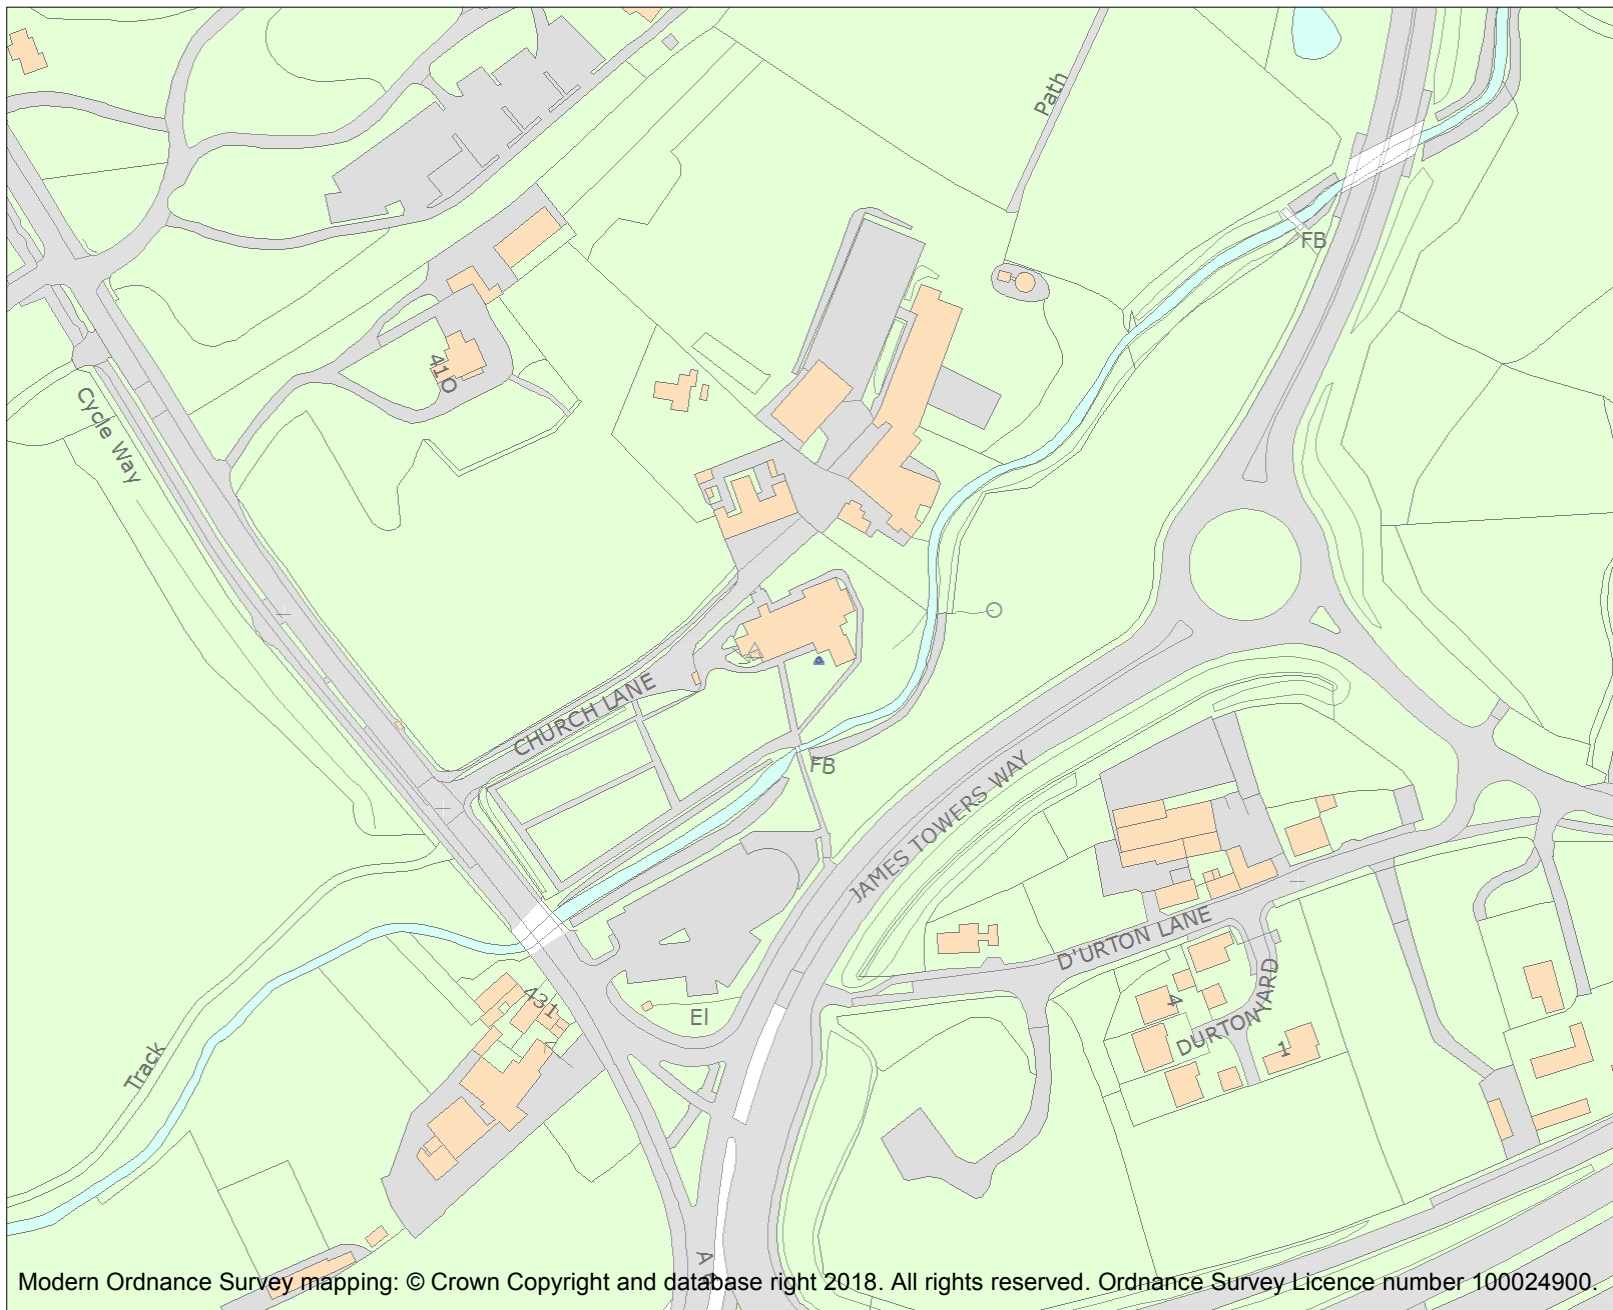 Path
FB
410
Cycle Way
CHURCH LANE
FB
JAMES TOWERS WAY
D'URTON LANE
431
El
4
DURTON YARD
1
Track
A
Modern Ordnance Survey mapping: © Crown Copyright and database right 2018. All rights reserved. Ordnance Survey Licence number 100024900.